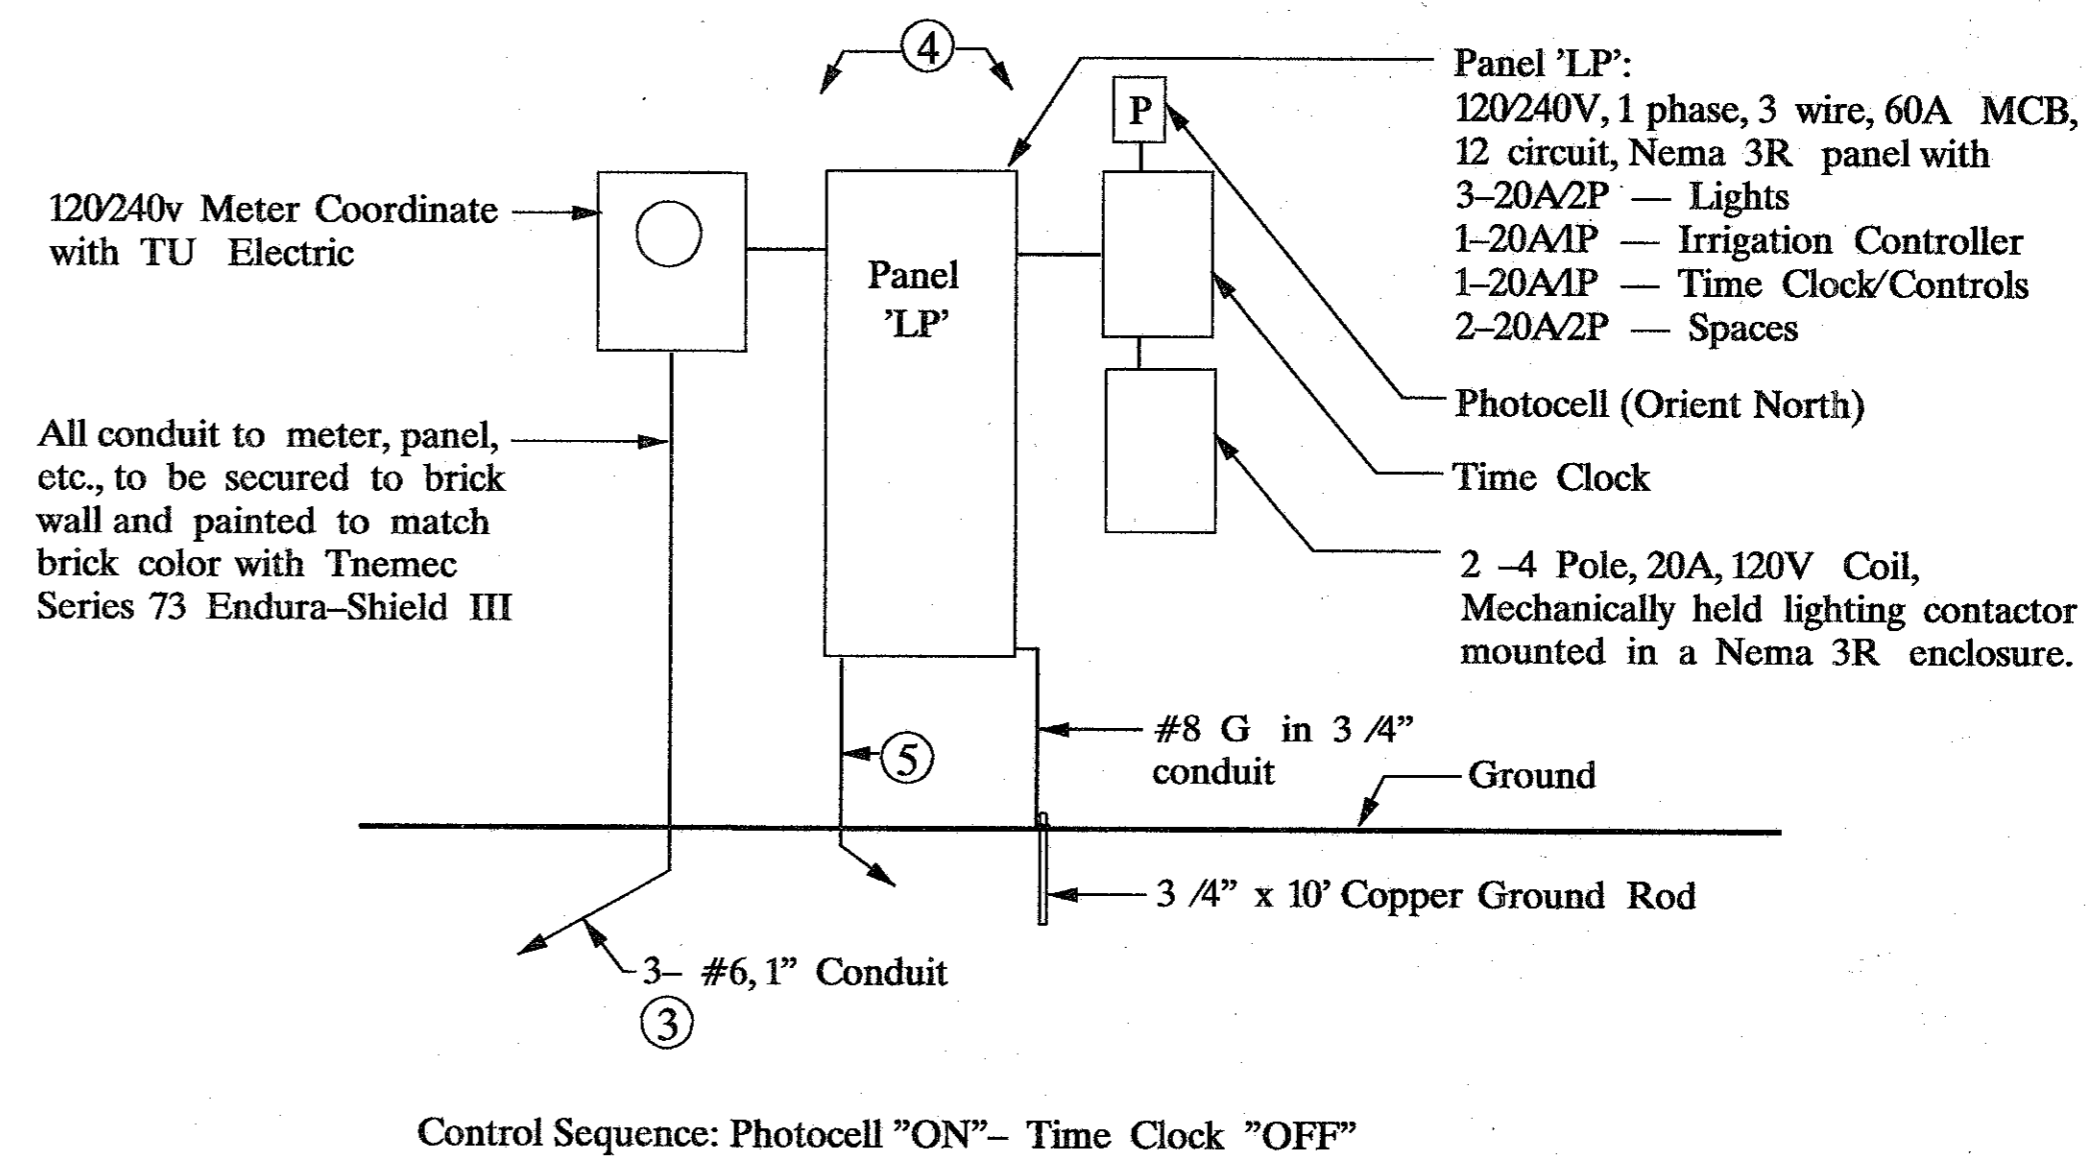 4
Panel 'LP':
120/240V, 1 phase, 3 wire, 60A MCB,
12 circuit, Nema 3R panel with
3-20A/2P — Lights
1-20A/1P — Irrigation Controller
1-20A/1P — Time Clock/Controls
2-20A/2P — Spaces
P
120/240v Meter Coordinate
with TU Electric
Panel
'LP'
Photocell (Orient North)
Time Clock
All conduit to meter, panel,
etc., to be secured to brick
wall and painted to match
brick color with Tnemec
Series 73 Endura-Shield III
2 -4 Pole, 20A, 120V Coil,
Mechanically held lighting contactor
mounted in a Nema 3R enclosure.
#8 G in 3/4"
conduit
5
Ground
3/4" x 10' Copper Ground Rod
3- #6, 1" Conduit
3
Control Sequence: Photocell "ON"- Time Clock "OFF"